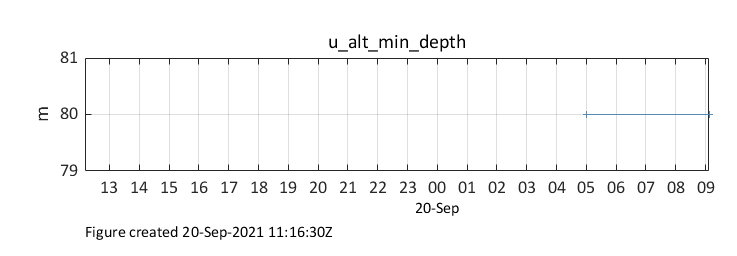 u_alt_min_depth
81
m
80
79
13 14 15 16 17 18 19 20 21 22 23 00 01 02 03 04 05 06 07 08 09
20-Sep
Figure created 20-Sep-2021 11:16:30Z